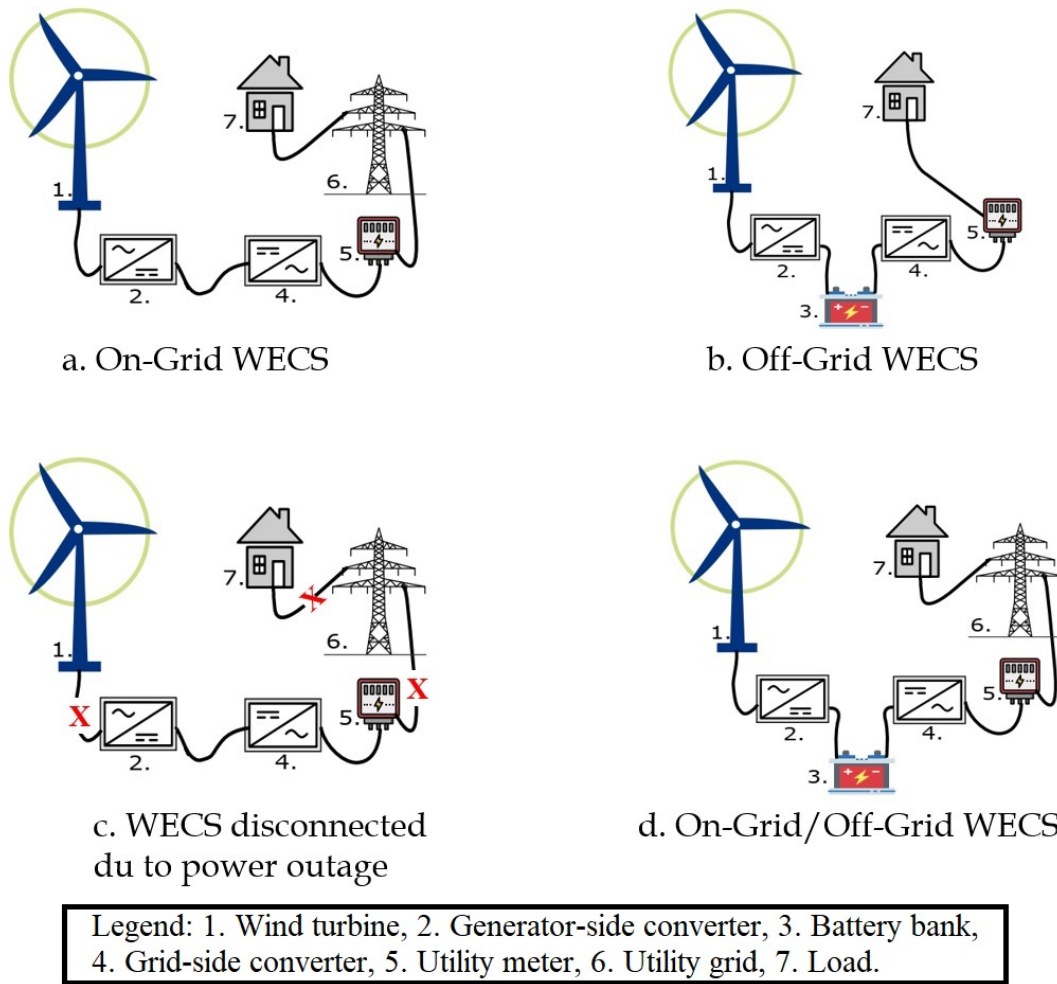 7.
6.
1.
5.
2.
4.
a. On-Grid WECS
7.
1.
5.
2.
4.
3.
b. Off-Grid WECS
7.
X
6.
1.
X
X
5.
2.
4.
c. WECS disconnected
du to power outage
7.
6.
1.
5.
2.
4.
3.
d. On-Grid/Off-Grid WECS
Legend: 1. Wind turbine, 2. Generator-side converter, 3. Battery bank,
4. Grid-side converter, 5. Utility meter, 6. Utility grid, 7. Load.